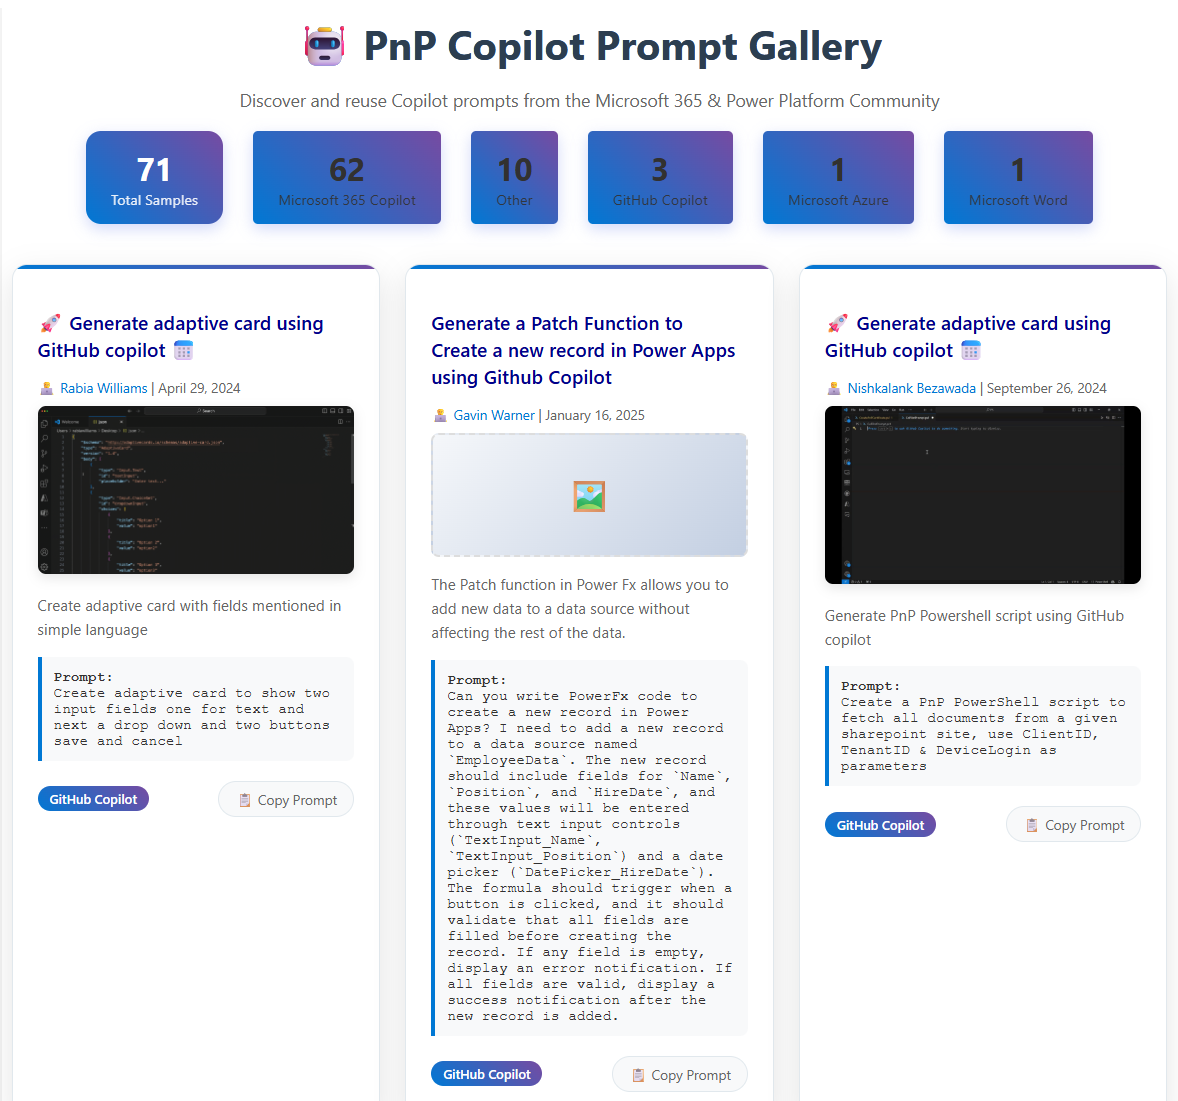 PnP Copilot Prompt Gallery
Discover and reuse Copilot prompts from the Microsoft 365 & Power Platform Community
71
Total Samples
62
Microsoft 365 Copilot
10
Other
3
GitHub Copilot
1
Microsoft Azure
1
Microsoft Word
Generate adaptive card using
GitHub copilot
Rabia Williams | April 29, 2024
Create adaptive card with fields mentioned in
simple language
Prompt:
Create adaptive card to show two
input fields one for text and
next a drop down and two buttons
save and cancel
GitHub Copilot
Copy Prompt
Generate a Patch Function to
Create a new record in Power Apps
using Github Copilot
Gavin Warner | January 16, 2025
The Patch function in Power Fx allows you to
add new data to a data source without
affecting the rest of the data.
Prompt:
Can you write PowerFx code to
create a new record in Power
Apps? I need to add a new record
to a data source named
`EmployeeData`. The new record
should include fields for `Name`,
`Position`, and `HireDate`, and
these values will be entered
through text input controls
(`TextInput_Name`,
`TextInput_Position`) and a date
picker (`DatePicker_HireDate`).
The formula should trigger when a
button is clicked, and it should
validate that all fields are
filled before creating the
record. If any field is empty,
display an error notification. If
all fields are valid, display a
success notification after the
new record is added.
GitHub Copilot
Copy Prompt
Generate adaptive card using
GitHub copilot
Nishkalank Bezawada | September 26, 2024
Generate PnP Powershell script using GitHub
copilot
Prompt:
Create a PnP PowerShell script to
fetch all documents from a given
sharepoint site, use ClientID,
TenantID & DeviceLogin as
parameters
GitHub Copilot
Copy Prompt